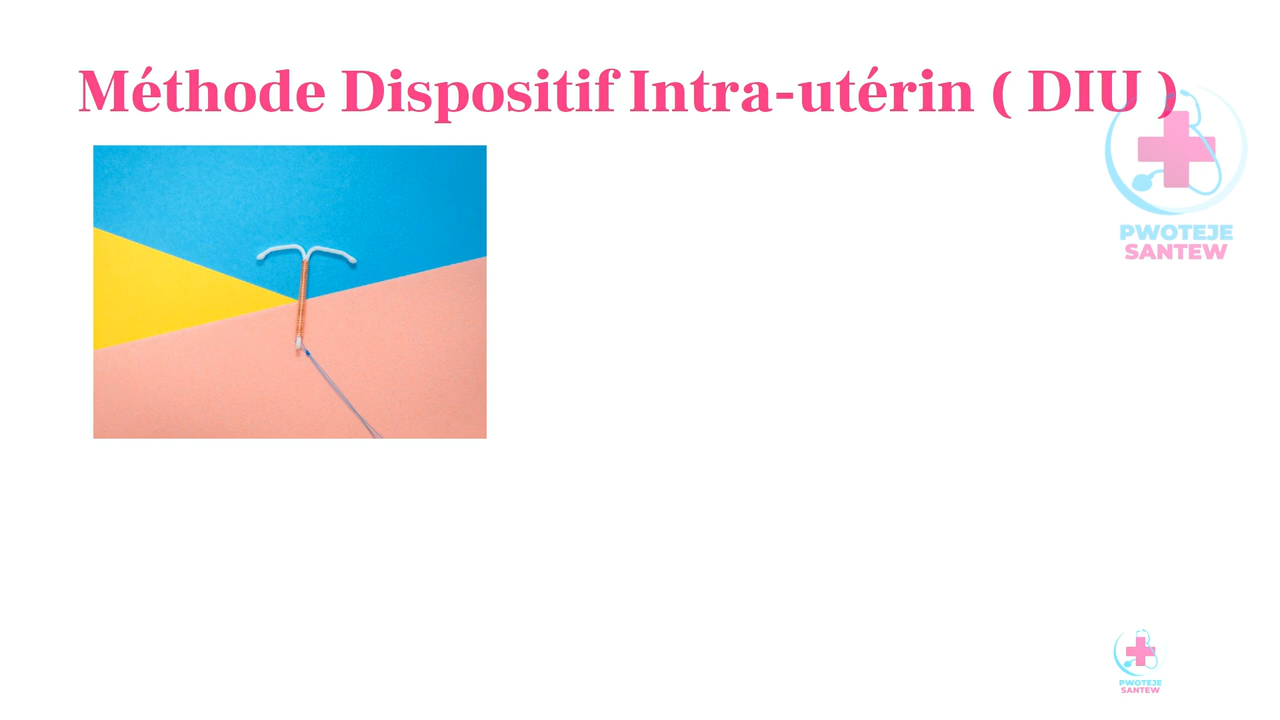 Méthode Dispositif Intra-utérin ( DIU )
PWOTEJE
SANTEW
PWOTEJE
SANTEW